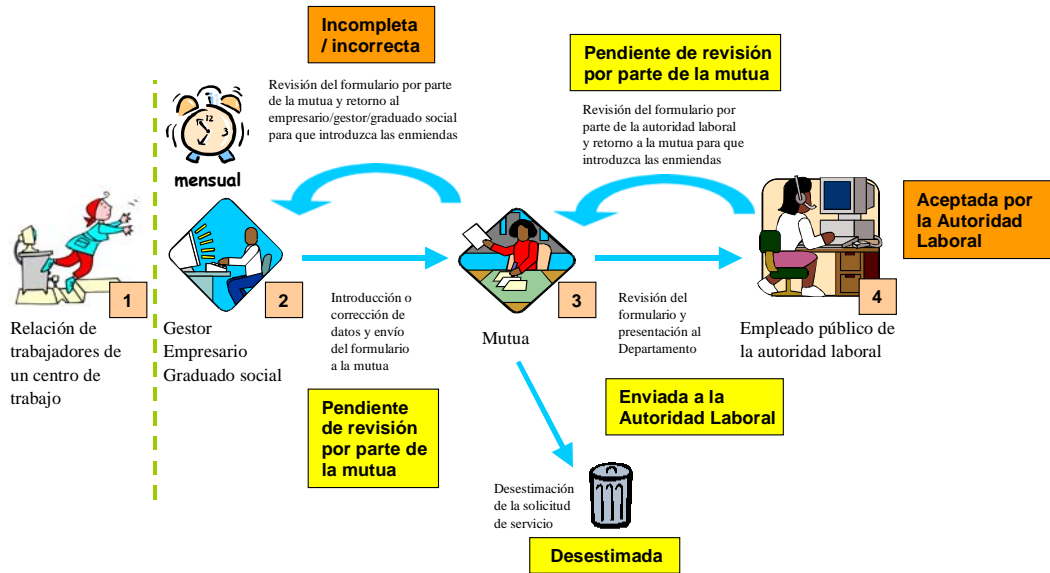 Incompleta
/ incorrecta
Pendiente de revisión
por parte de la mutua
Revisión del formulario por parte
de la mutua y retorno al
empresario/gestor/graduado social
para que introduzca las enmiendas
Revisión del formulario por
parte de la autoridad laboral
y retorno a la mutua para que
introduzca las enmiendas
12
3
mensual
Aceptada por
la Autoridad
Laboral
1
Relación de
trabajadores de
un centro de
trabajo
2
Gestor
Empresario
Graduado social
Introducción o
corrección de
datos y envío
del formulario
a la mutua
3
Mutua
Revisión del
formulario y
presentación al
Departamento
4
Empleado público de
la autoridad laboral
Pendiente
de revisión
por parte de
la mutua
Enviada a la
Autoridad Laboral
Desestimación
de la solicitud
de servicio
Desestimada